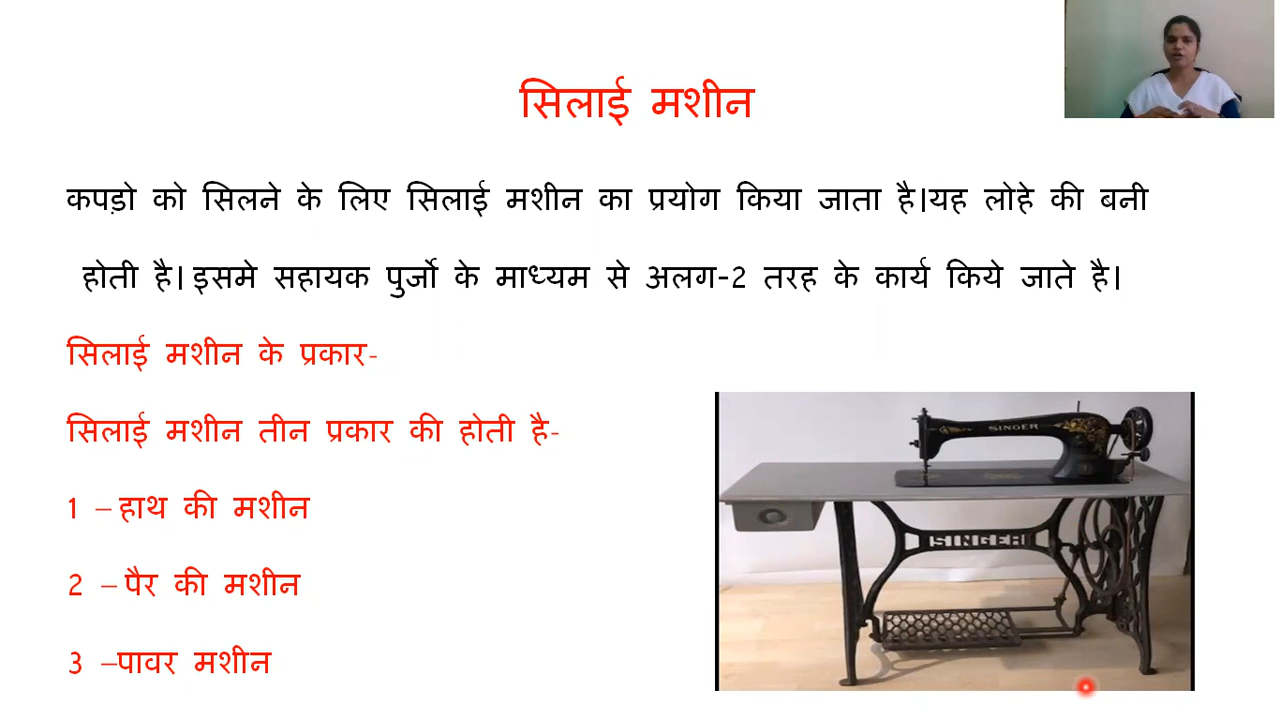 सिलाई मशीन
कपड़ो को सिलने के लिए सिलाई मशीन का प्रयोग किया जाता है।यह लोहे की बनी
होती है। इसमे सहायक पुर्जो के माध्यम से अलग-2 तरह के कार्य किये जाते है।
सिलाई मशीन के प्रकार-
सिलाई मशीन तीन प्रकार की होती है-
1 – हाथ की मशीन
2 – पैर की मशीन
3 –पावर मशीन
SINGER
SINGER